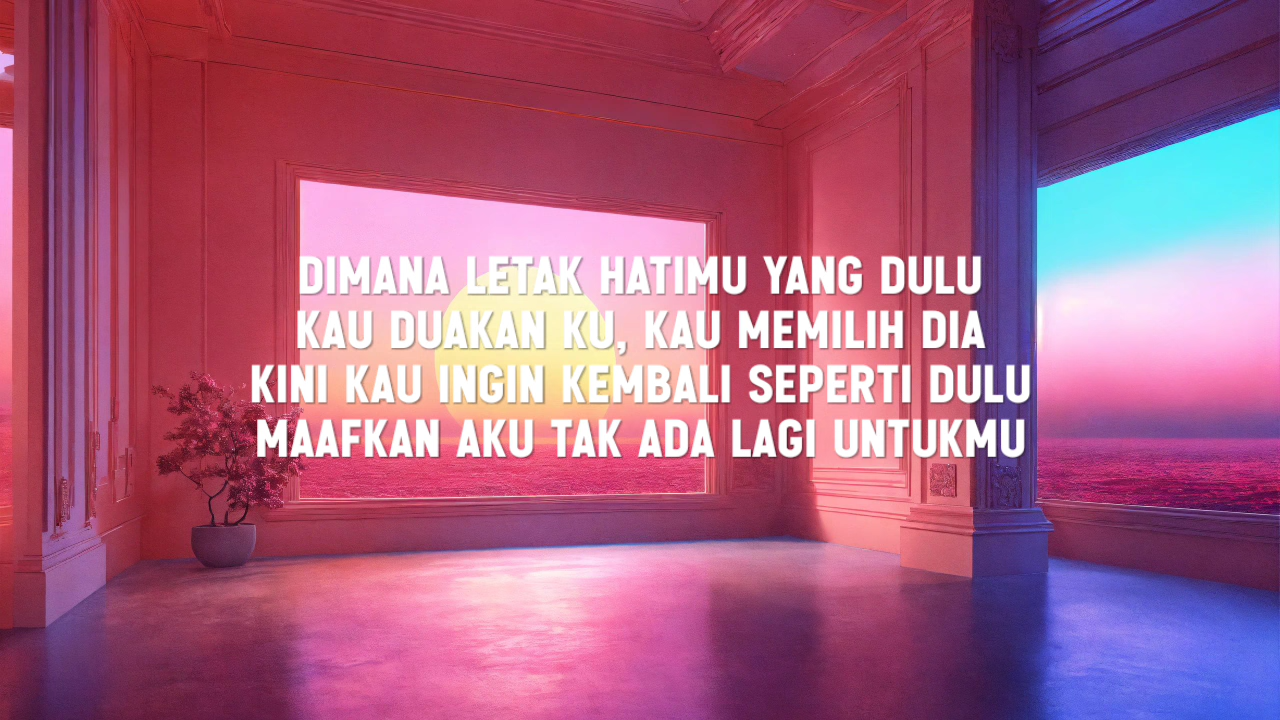 DIMANA LETAK HATIMU YANG DULU
KAU DUAKAN KU, KAU MEMILIH DIA
KINI KAU INGIN KEMBALI SEPERTI DULU
MAAFKAN AKU TAK ADA LAGI UNTUKMU